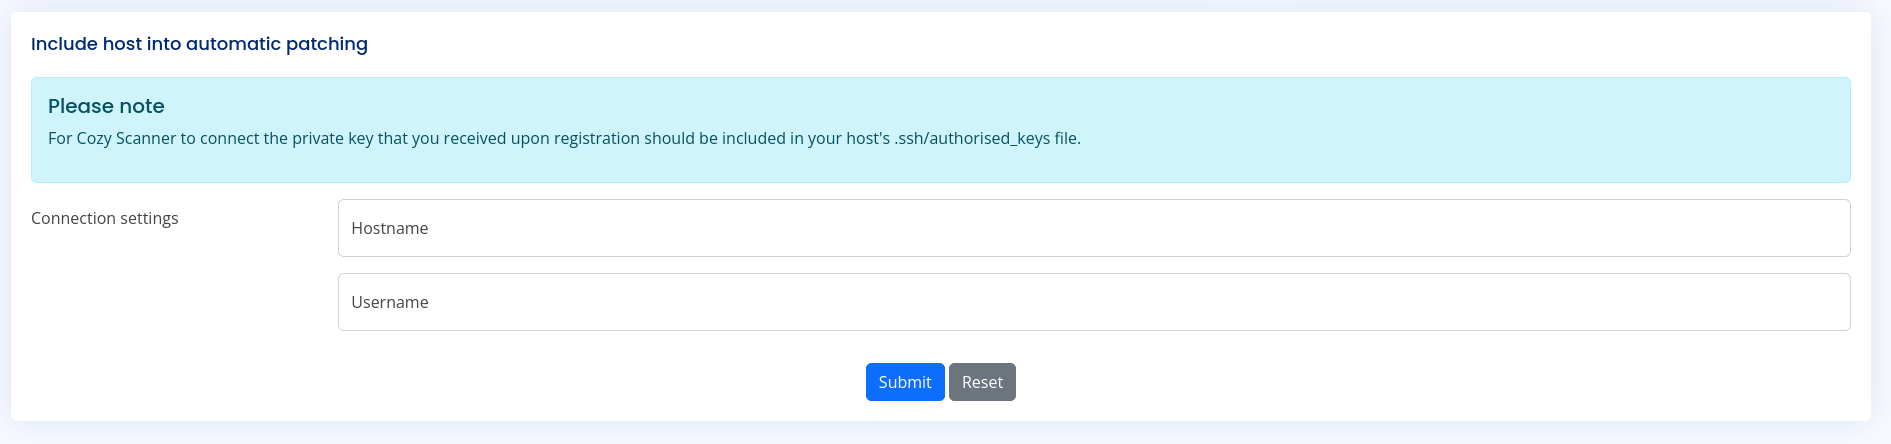 Include host into automatic patching
Please note
For Cozy Scanner to connect the private key that you received upon registration should be included in your host's .ssh/authorised_keys file.
Connection settings
Hostname
Username
Submit Reset